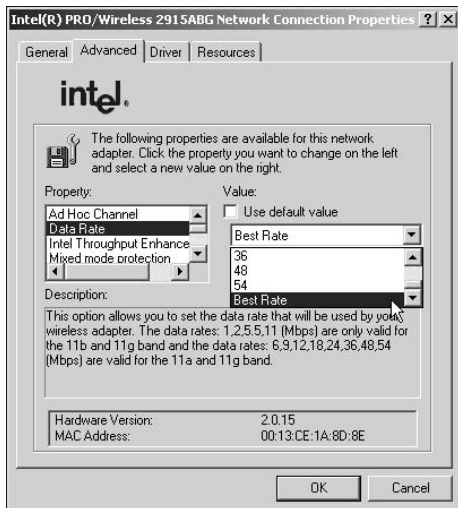 Intel(R) PRO/Wireless 2915ABG Network Connection Properties
General Advanced Driver Resources
intel®
The following properties are available for this network
adapter. Click the property you want to change on the left
and select a new value on the right.
Property: Value:
Ad Hoc Channel
Data Rate
Intel Throughput Enhance
Mixed mode protection
Use default value
Best Rate
36
48
54
Best Rate
Description:
This option allows you to set the data rate that will be used by your
wireless adapter. The data rates: 1,2,5.5,11 (Mbps) are only valid for
the 11b and 11g band and the data rates: 6,9,12,18,24,36,48,54
(Mbps) are valid for the 11a and 11g band.
Hardware Version: 2.0.15
MAC Address: 00:13:CE:1A:8D:8E
OK Cancel